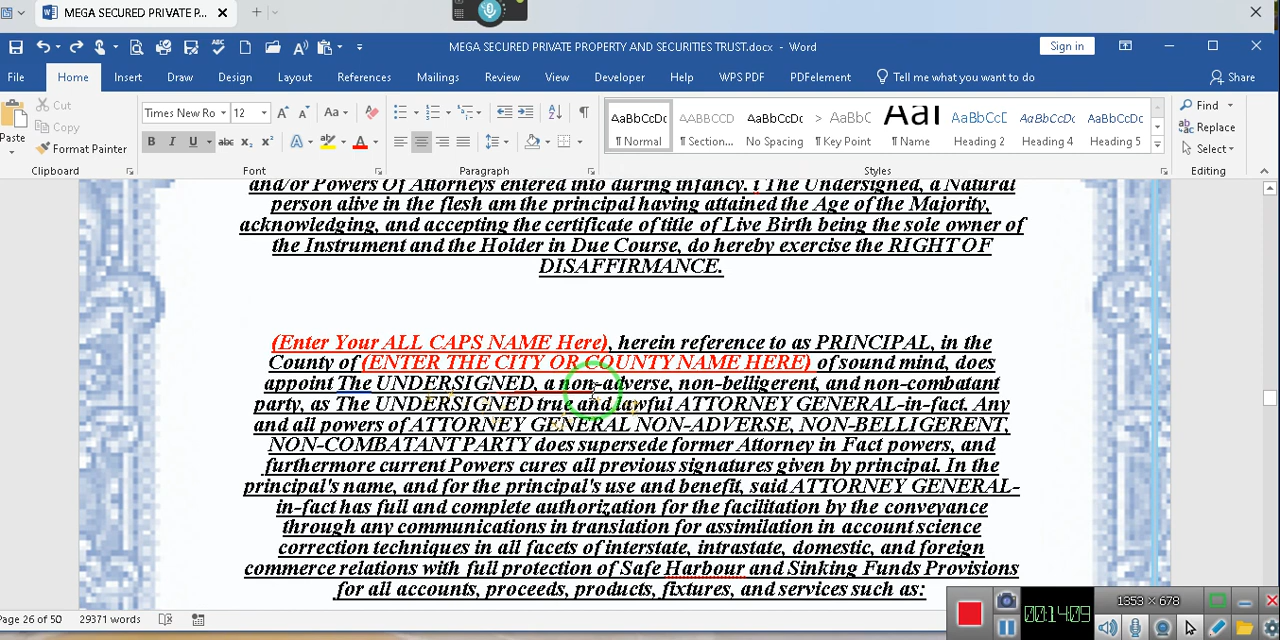 MEGA SECURED PRIVATE P...
MEGA SECURED PRIVATE PROPERTY AND SECURITIES TRUST.docx - Word
Sign in
File Home Insert Draw Design Layout References Mailings Review View Developer Help WPS PDF PDFelement Tell me what you want to do Share
Paste
Cut
Copy
Format Painter
Clipboard
Times New Ro 12
Font
Paragraph
AaBbCcDc
¶ Normal
AABBCCDD
¶ Section...
AaBbCcDc
No Spacing
> AaBbC
¶ Key Point
AaI
¶ Name
AaBbCcD
Heading 2
AaBbCcDc
Heading 4
AaBbCcDc
Heading 5
Styles
Find
Replace
Select
Editing
and/or Powers Of Attorneys entered into during infancy. i The Undersigned, a Natural
person alive in the flesh am the principal having attained the Age of the Majority,
acknowledging, and accepting the certificate of title of Live Birth being the sole owner of
the Instrument and the Holder in Due Course, do hereby exercise the RIGHT OF
DISAFFIRMANCE.
(Enter Your ALL CAPS NAME Here), herein reference to as PRINCIPAL, in the
County of (ENTER THE CITY OR COUNTY NAME HERE) of sound mind, does
appoint The UNDERSIGNED, a non-adverse, non-belligerent, and non-combatant
party, as The UNDERSIGNED true and lawful ATTORNEY GENERAL-in-fact. Any
and all powers of ATTORNEY GENERAL NON-ADVERSE, NON-BELLIGERENT,
NON-COMBATANT PARTY does supersede former Attorney in Fact powers, and
furthermore current Powers cures all previous signatures given by principal. In the
principal's name, and for the principal's use and benefit, said ATTORNEY GENERAL-
in-fact has full and complete authorization for the facilitation by the conveyance
through any communications in translation for assimilation in account science
correction techniques in all facets of interstate, intrastate, domestic, and foreign
commerce relations with full protection of Safe Harbour and Sinking Funds Provisions
for all accounts, proceeds, products, fixtures, and services such as:
Page 26 of 50 29371 words
00:14:09
1353 × 678